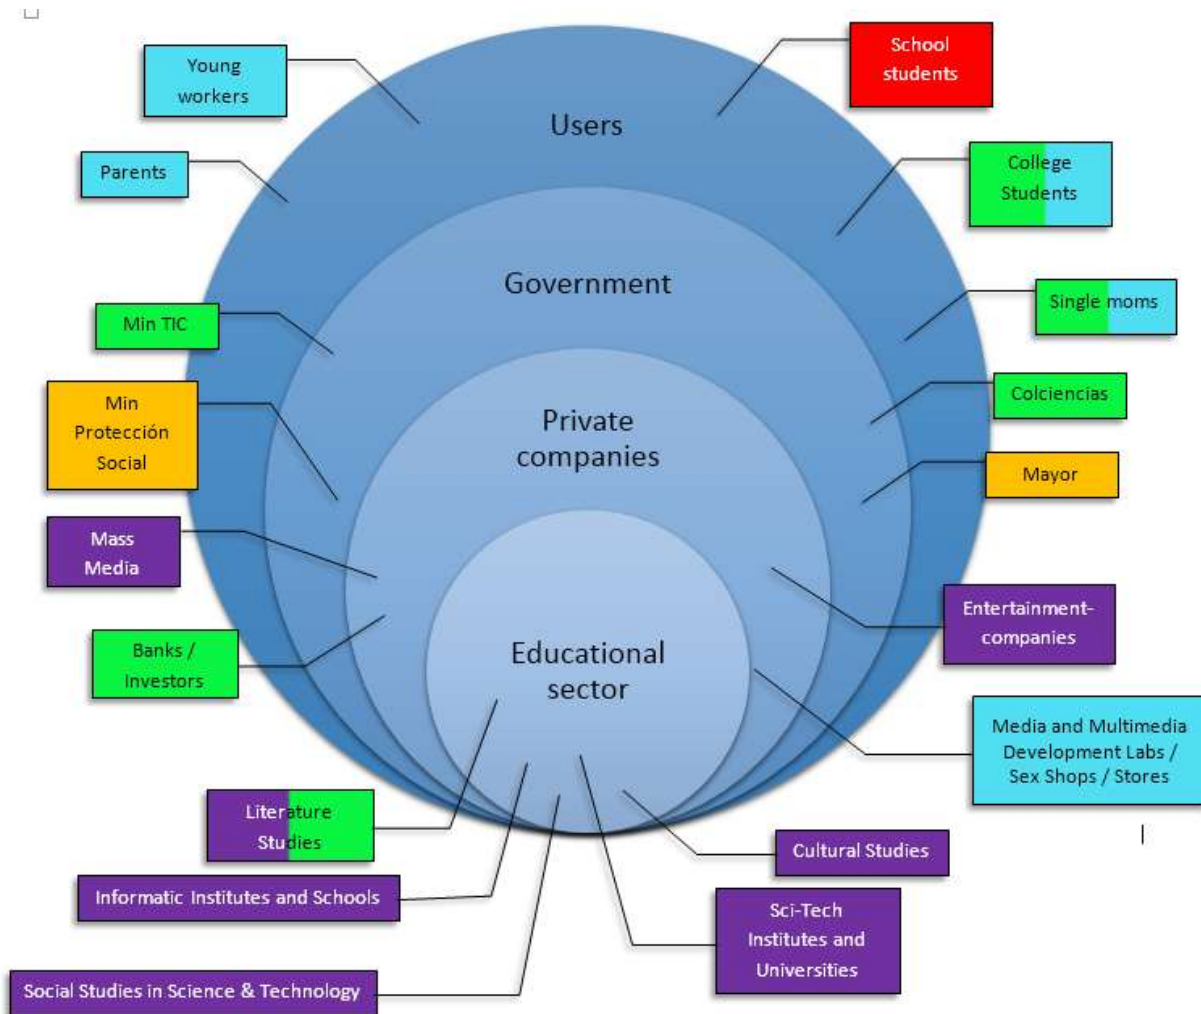 Young
workers
School
students
Users
Parents
College
Students
Government
Min TIC
Single moms
Min
Protección
Social
Private
companies
Colciencias
Mayor
Mass
Media
Entertainment-
companies
Banks /
Investors
Educational
sector
Media and Multimedia
Development Labs /
Sex Shops / Stores
Literature
Studies
Cultural Studies
Informatic Institutes and Schools
Sci-Tech
Institutes and
Universities
Social Studies in Science & Technology